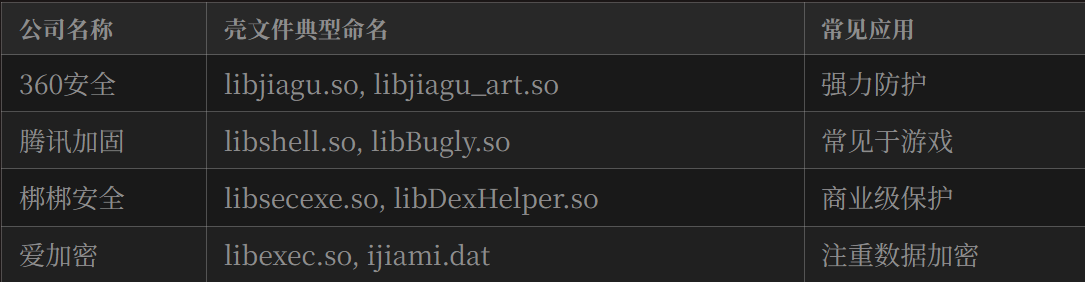 公司名称 壳文件典型命名 常见应用
360安全 libjiagu.so, libjiagu_art.so 强力防护
腾讯加固 libshell.so, libBugly.so 常见于游戏
梆梆安全 libsecexe.so, libDexHelper.so 商业级保护
爱加密 libexec.so, ijiami.dat 注重数据加密